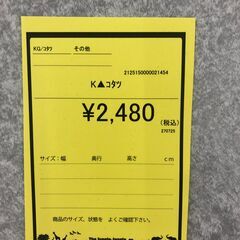 KG/コタツ その他
2125150000021454
K▲コタツ
¥2,480
(税込)
270725
サイズ:幅 奥行 高さ cm
商品のサイズ、状態を よくご確認下さい。